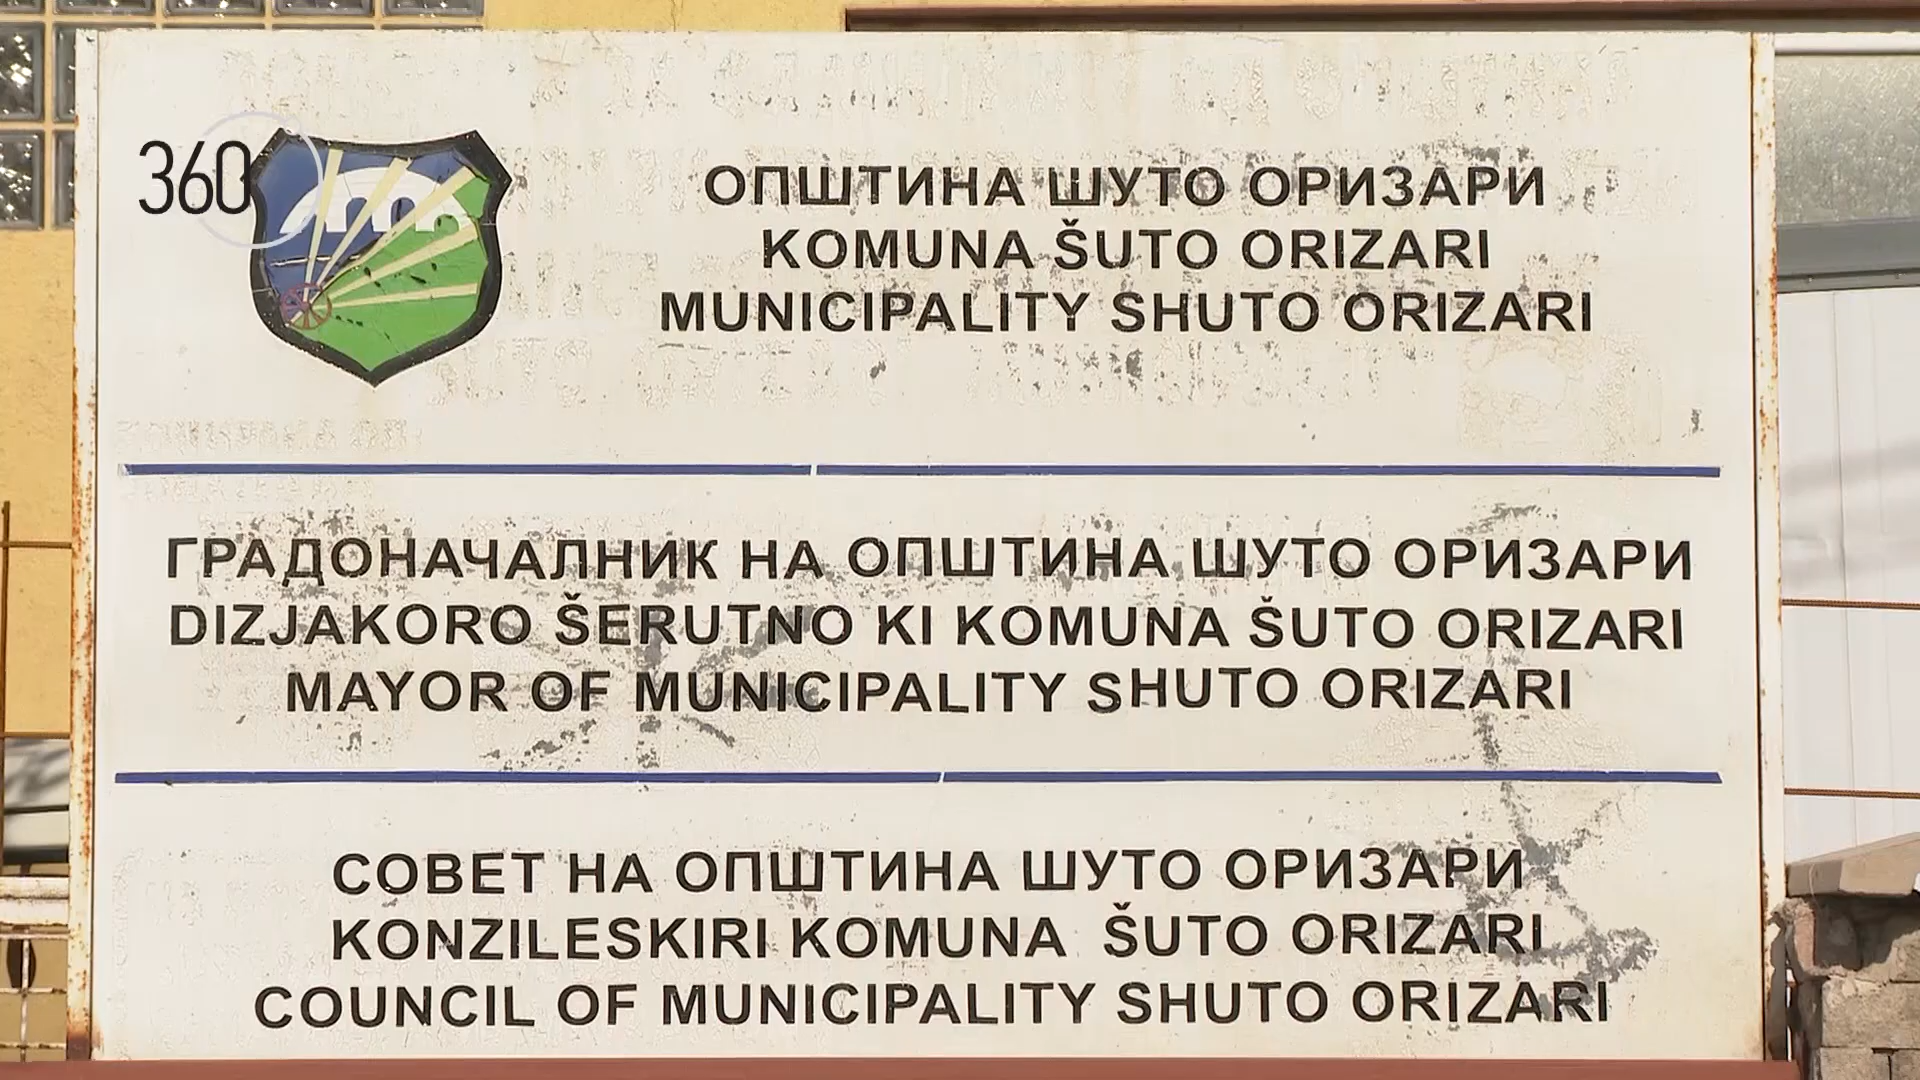 360
ОПШТИНА ШУТО ОРИЗАРИ
KOMUNA ŠUTO ORIZARI
MUNICIPALITY SHUTO ORIZARI
ГРАДОНАЧАЛНИК НА ОПШТИНА ШУТО ОРИЗАРИ
DIZJAKORO ŠERUTNO KI KOMUNA ŠUTO ORIZARI
MAYOR OF MUNICIPALITY SHUTO ORIZARI
СОВЕТ НА ОПШТИНА ШУТО ОРИЗАРИ
KONZILESKIRI KOMUNA ŠUTO ORIZARI
COUNCIL OF MUNICIPALITY SHUTO ORIZARI